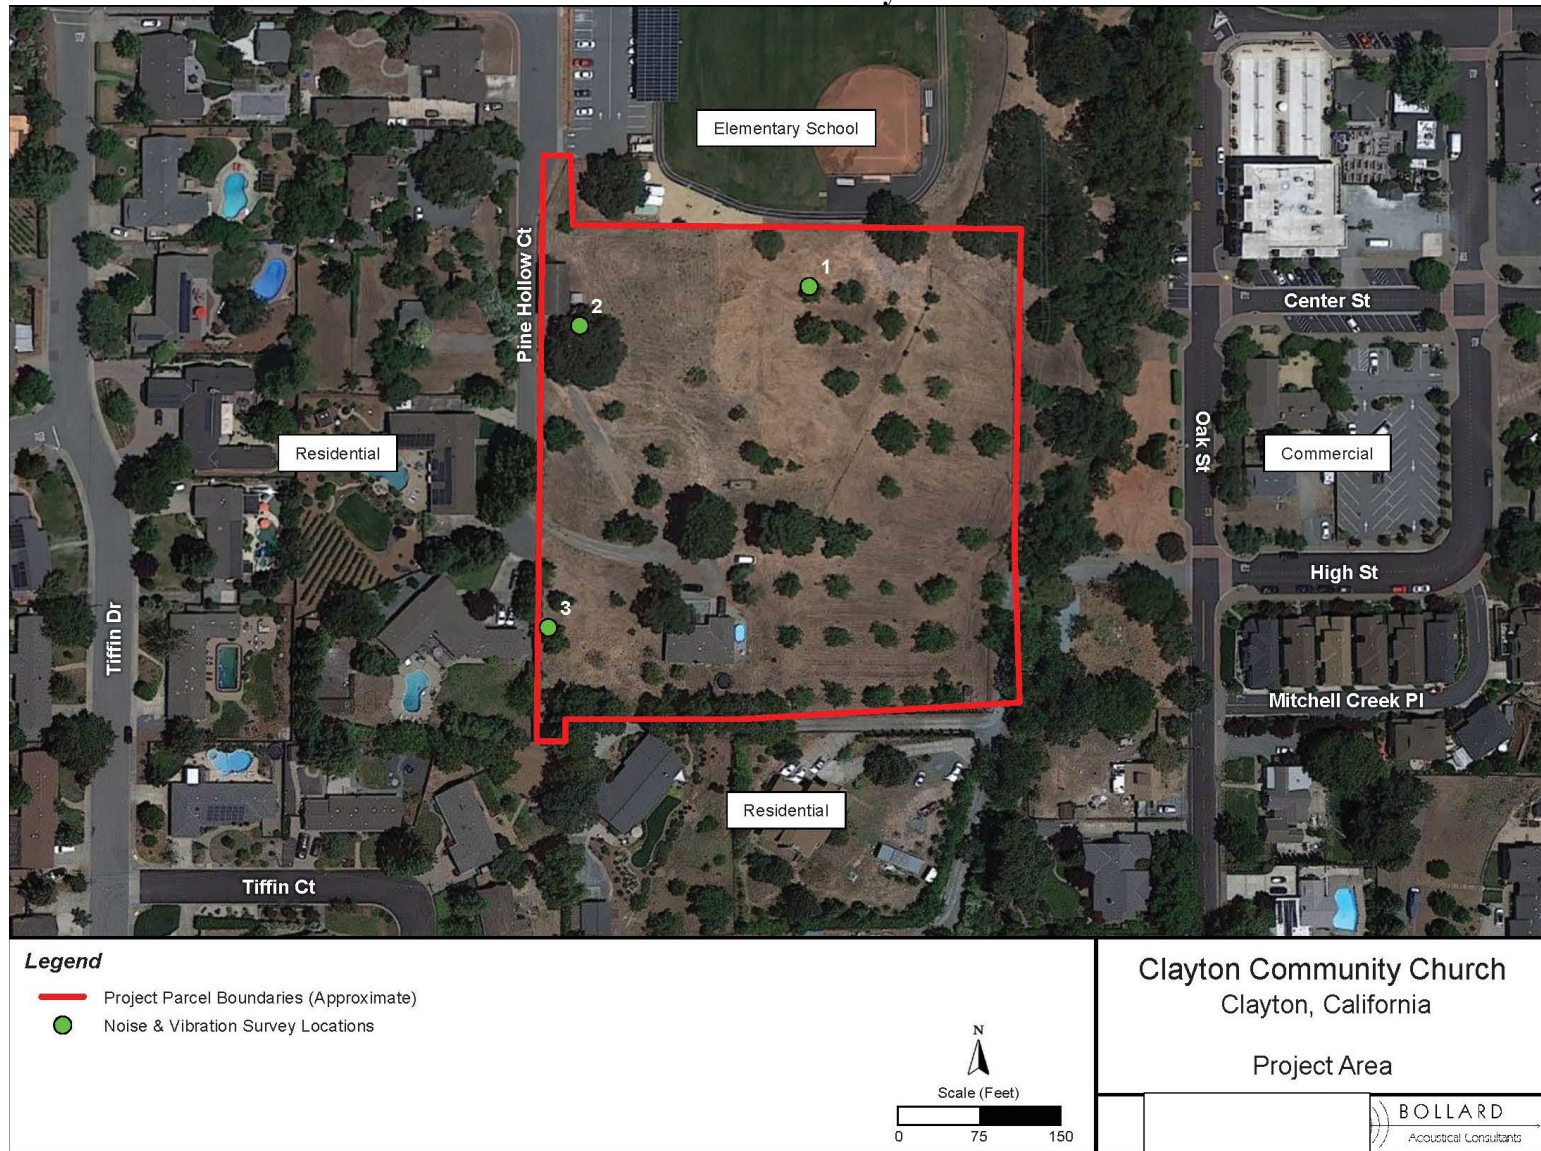 Elementary School
1
2
Pine Hollow Ct
Center St
Residential
Oak St
Commercial
High St
3
Tiffin Dr
Mitchell Creek Pl
Residential
Tiffin Ct
Legend
Project Parcel Boundaries (Approximate)
Noise & Vibration Survey Locations
N
Scale (Feet)
0 75 150
Clayton Community Church
Clayton, California
Project Area
BOLLARD
Acoustical Consultants